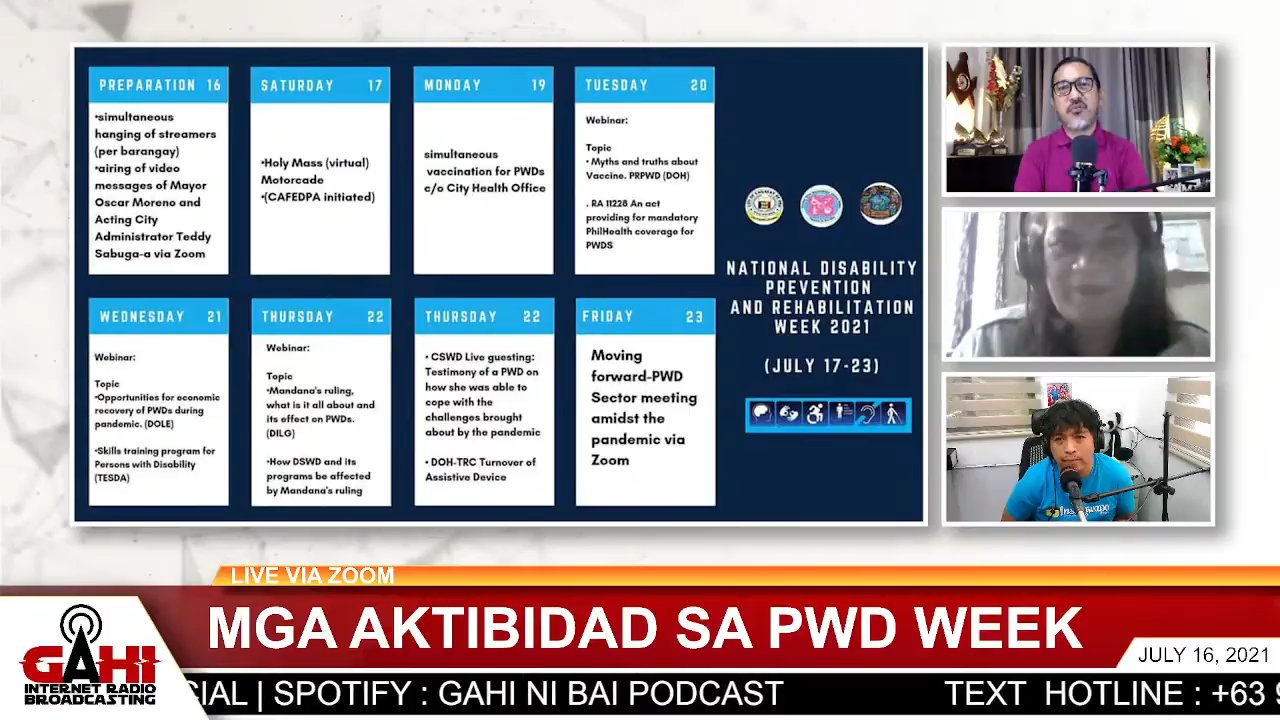 PREPARATION 16
•simultaneous
hanging of streamers
(per barangay)
•airing of video
messages of Mayor
Oscar Moreno and
Acting City
Administrator Teddy
Sabuga-a via Zoom
SATURDAY 17
•Holy Mass (virtual)
Motorcade
•(CAFEDPA initiated)
MONDAY 19
simultaneous
vaccination for PWDs
c/o City Health Office
TUESDAY 20
Webinar:
Topic
• Myths and truths about
Vaccine. PRPWD (DOH)
. RA 11228 An act
providing for mandatory
PhilHealth coverage for
PWDS
WEDNESDAY 21
Webinar:
Topic
•Opportunities for economic
recovery of PWDs during
pandemic. (DOLE)
•Skills training program for
Persons with Disability
(TESDA)
THURSDAY 22
Webinar:
Topic
•Mandana's ruling,
what is it all about and
its effect on PWDs.
(DILG)
•How DSWD and its
programs be affected
by Mandana's ruling
THURSDAY 22
• CSWD Live guesting:
Testimony of a PWD on
how she was able to
cope with the
challenges brought
about by the pandemic
• DOH-TRC Turnover of
Assistive Device
FRIDAY 23
Moving
forward-PWD
Sector meeting
amidst the
pandemic via
Zoom
NATIONAL DISABILITY
PREVENTION
AND REHABILITATION
WEEK 2021
(JULY 17-23)
LIVE VIA ZOOM
MGA AKTIBIDAD SA PWD WEEK
JULY 16, 2021
GAHI
INTERNET RADIO
BROADCASTING
CIAL | SPOTIFY : GAHI NI BAI PODCAST TEXT HOTLINE : +63 9